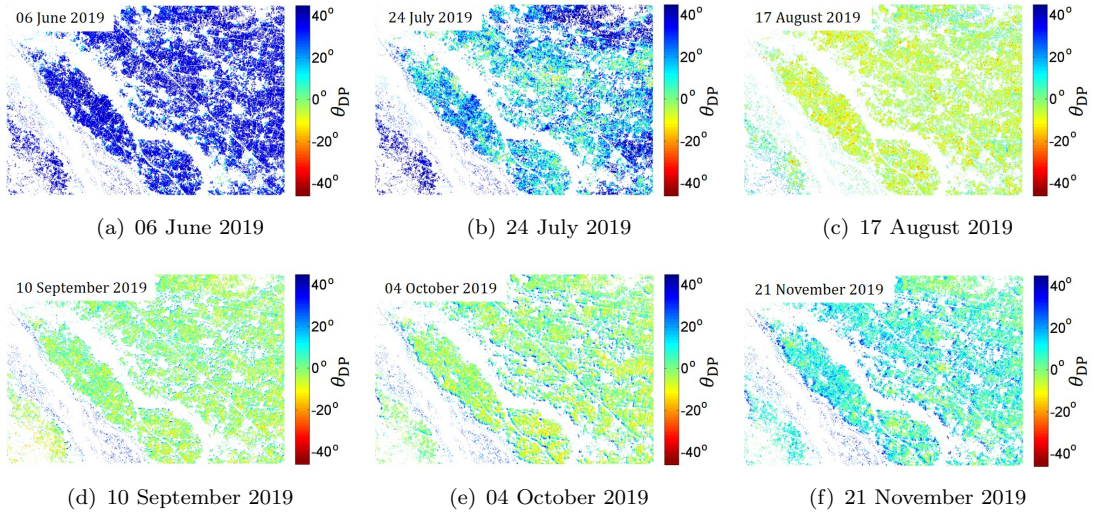 06 June 2019
40°
20°
0°
-20°
-40°
θDP
(a) 06 June 2019
24 July 2019
40°
20°
0°
-20°
-40°
θDP
(b) 24 July 2019
17 August 2019
40°
20°
0°
-20°
-40°
θDP
(c) 17 August 2019
10 September 2019
40°
20°
0°
-20°
-40°
θDP
(d) 10 September 2019
04 October 2019
40°
20°
0°
-20°
-40°
θDP
(e) 04 October 2019
21 November 2019
40°
20°
0°
-20°
-40°
θDP
(f) 21 November 2019